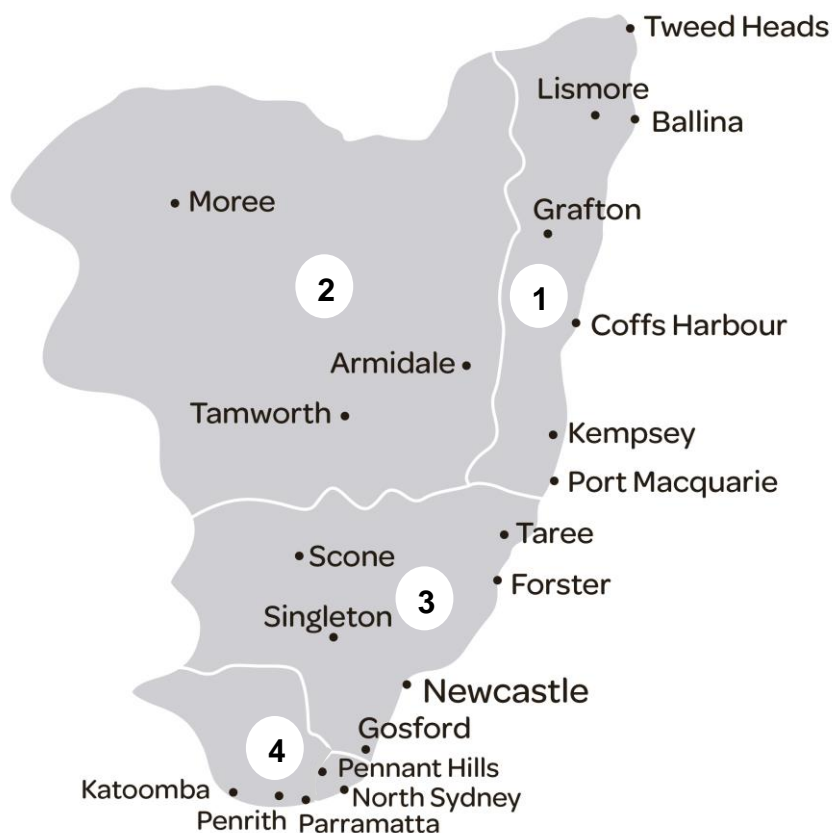 Tweed Heads
Lismore
Ballina
Moree
Grafton
2
1
Coffs Harbour
Armidale
Tamworth
Kempsey
Port Macquarie
Taree
Scone
Forster
3
Singleton
Newcastle
Gosford
4
Pennant Hills
Katoomba
North Sydney
Penrith
Parramatta